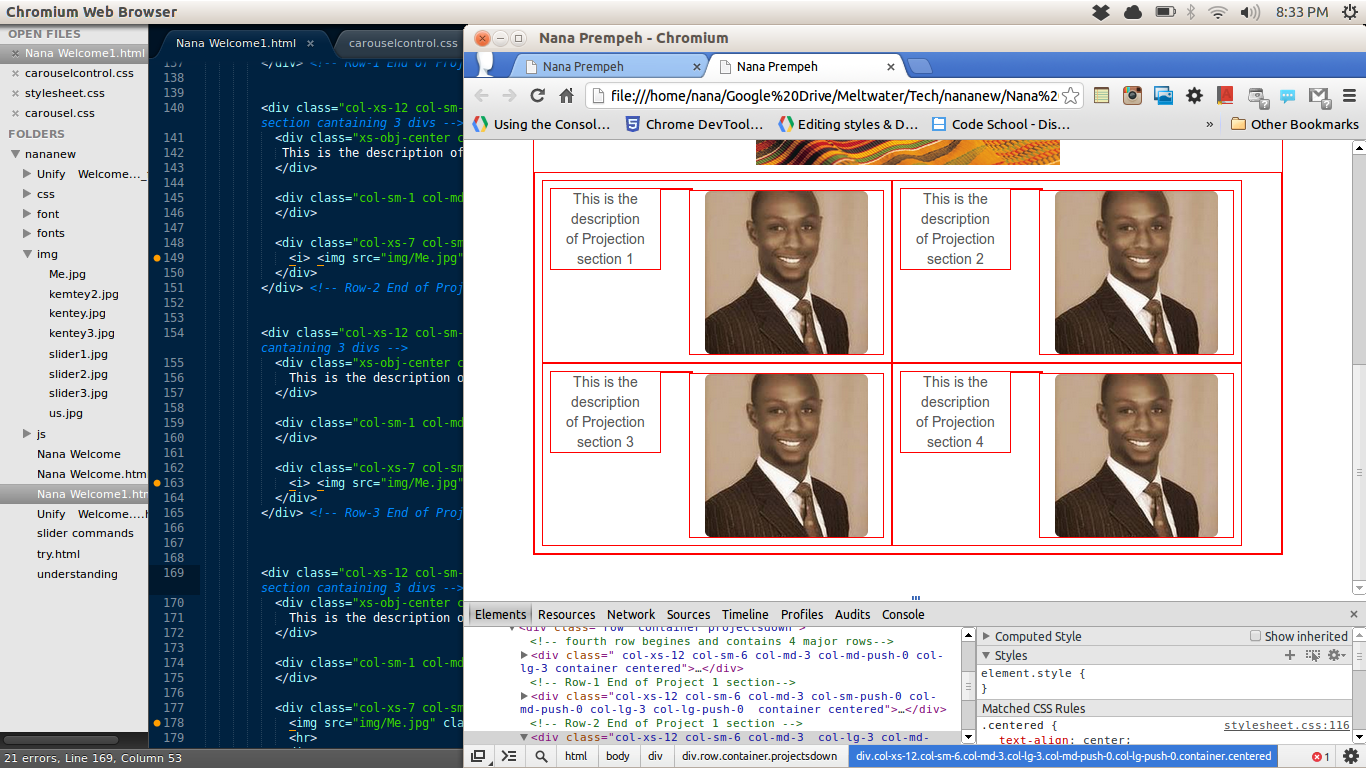 Chromium Web Browser
8:33 PM
OPEN FILES
Nana Welcome1.html
carouselcontrol.css
stylesheet.css
carousel.css
FOLDERS
nananew
Unify Welcome..._
css
font
fonts
img
Me.jpg
kemtey2.jpg
kentey.jpg
kentey3.jpg
slider1.jpg
slider2.jpg
slider3.jpg
us.jpg
js
Nana Welcome
Nana Welcome.htm
Nana Welcome1.htm
Unify Welcome....h
slider commands
try.html
understanding
21 errors, Line 169, Column 53
Nana Welcome1.html ×
carouselcontrol.css
137 </div> <!-- Row-1 End of Proj
138
139
140 <div class="col-xs-12 col-sm-
section cantaining 3 divs -->
141 <div class="xs-obj-center c
142 This is the description of
143 </div>
144
145 <div class="col-sm-1 col-md
146 </div>
147
148 <div class="col-xs-7 col-sm
149 <i> <img src="img/Me.jpg"
150 </div>
151 </div> <!-- Row-2 End of Proj
152
153
154 <div class="col-xs-12 col-sm-
cantaining 3 divs -->
155 <div class="xs-obj-center c
156 This is the description o
157 </div>
158
159 <div class="col-sm-1 col-md
160 </div>
161
162 <div class="col-xs-7 col-sm
163 <i> <img src="img/Me.jpg"
164 </div>
165 </div> <!-- Row-3 End of Proj
166
167
168
169 <div class="col-xs-12 col-sm-
section cantaining 3 divs -->
170 <div class="xs-obj-center c
171 This is the description o
172 </div>
173
174 <div class="col-sm-1 col-md
175 </div>
176
177 <div class="col-xs-7 col-sm
178 <img src="img/Me.jpg" cla
179 <hr>
Nana Prempeh - Chromium
Nana Prempeh ×
Nana Prempeh ×
file:///home/nana/Google%20Drive/Meltwater/Tech/nananew/Nana%2
Using the Consol...
Chrome DevTool...
Editing styles & D...
Code School - Dis...
»
Other Bookmarks
This is the
description
of Projection
section 1
This is the
description
of Projection
section 2
This is the
description
of Projection
section 3
This is the
description
of Projection
section 4
Elements Resources Network Sources Timeline Profiles Audits Console ×
<div class="row container projectsdown">
<!-- fourth row begines and contains 4 major rows-->
<div class=" col-xs-12 col-sm-6 col-md-3 col-md-push-0 col-
lg-3 container centered">…</div>
<!-- Row-1 End of Project 1 section-->
<div class="col-xs-12 col-sm-6 col-md-3 col-sm-push-0 col-
md-push-0 col-lg-3 col-lg-push-0 container centered">…</div>
<!-- Row-2 End of Project 1 section -->
<div class="col-xs-12 col-sm-6 col-md-3 col-lg-3 col-md-
Computed Style Show inherited
Styles
element.style {
}
Matched CSS Rules
.centered { stylesheet.css:116
text-align: center;
html body div div.row.container.projectsdown div.col-xs-12.col-sm-6.col-md-3.col-lg-3.col-md-push-0.col-lg-push-0.container.centered
1